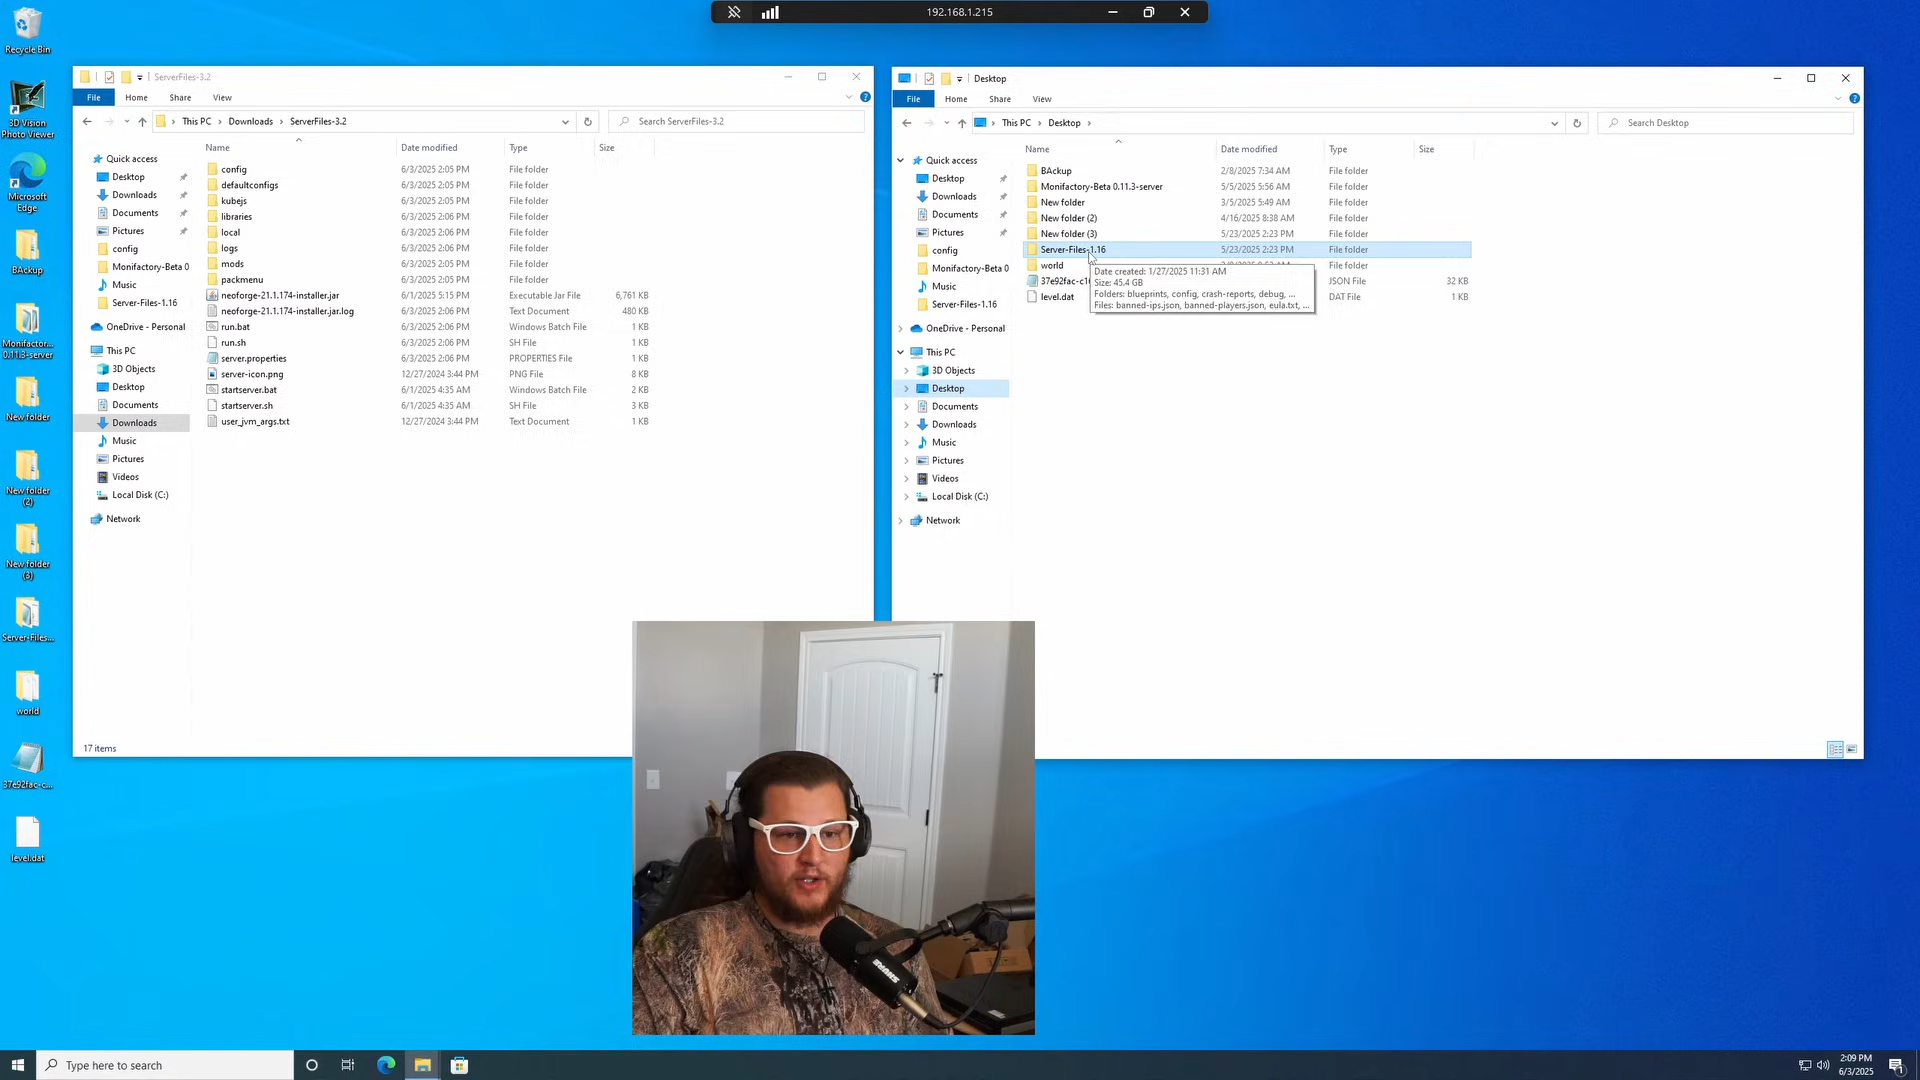 192.168.1.215
Recycle Bin
3D Vision
Photo Viewer
Microsoft
Edge
BAckup
Monifactory...
0.11.3-server
New folder
New folder
(2)
New folder
(3)
Server-Files...
world
37e92fac-c...
level.dat
ServerFiles-3.2
File Home Share View
This PC > Downloads > ServerFiles-3.2
Search ServerFiles-3.2
Quick access
Desktop
Downloads
Documents
Pictures
config
Monifactory-Beta 0
Music
Server-Files-1.16
OneDrive - Personal
This PC
3D Objects
Desktop
Documents
Downloads
Music
Pictures
Videos
Local Disk (C:)
Network
Name Date modified Type Size
config 6/3/2025 2:05 PM File folder
defaultconfigs 6/3/2025 2:05 PM File folder
kubejs 6/3/2025 2:05 PM File folder
libraries 6/3/2025 2:06 PM File folder
local 6/3/2025 2:05 PM File folder
logs 6/3/2025 2:06 PM File folder
mods 6/3/2025 2:06 PM File folder
packmenu 6/3/2025 2:06 PM File folder
neoforge-21.1.174-installer.jar 6/1/2025 5:15 PM Executable Jar File 6,761 KB
neoforge-21.1.174-installer.jar.log 6/3/2025 2:06 PM Text Document 480 KB
run.bat 6/3/2025 2:06 PM Windows Batch File 1 KB
run.sh 6/3/2025 2:06 PM SH File 1 KB
server.properties 6/3/2025 2:06 PM PROPERTIES File 1 KB
server-icon.png 12/27/2024 3:44 PM PNG File 8 KB
startserver.bat 6/1/2025 4:35 AM Windows Batch File 2 KB
startserver.sh 6/1/2025 4:35 AM SH File 3 KB
user_jvm_args.txt 12/27/2024 3:44 PM Text Document 1 KB
17 items
Desktop
File Home Share View
This PC > Desktop >
Search Desktop
Quick access
Desktop
Downloads
Documents
Pictures
config
Monifactory-Beta 0
Music
Server-Files-1.16
OneDrive - Personal
This PC
3D Objects
Desktop
Documents
Downloads
Music
Pictures
Videos
Local Disk (C:)
Network
Name Date modified Type Size
BAckup 2/8/2025 7:34 AM File folder
Monifactory-Beta 0.11.3-server 5/5/2025 5:56 AM File folder
New folder 3/5/2025 5:49 AM File folder
New folder (2) 4/16/2025 8:38 AM File folder
New folder (3) 5/23/2025 2:23 PM File folder
Server-Files-1.16 5/23/2025 2:23 PM File folder
world File folder
37e92fac-c1 JSON File 32 KB
level.dat DAT File 1 KB
Date created: 1/27/2025 11:31 AM
Size: 45.4 GB
Folders: blueprints, config, crash-reports, debug, ...
Files: banned-ips.json, banned-players.json, eula.txt, ...
SHURE
Type here to search
2:09 PM
6/3/2025